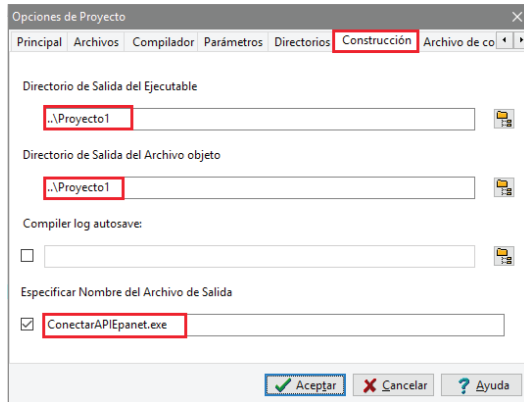 Opciones de Proyecto
Principal Archivos Compilador Parámetros Directorios Construcción Archivo de co
Directorio de Salida del Ejecutable
..\Proyecto1
Directorio de Salida del Archivo objeto
..\Proyecto1
Compiler log autosave:
Especificar Nombre del Archivo de Salida
ConectarAPIEpanet.exe
Aceptar Cancelar ? Ayuda